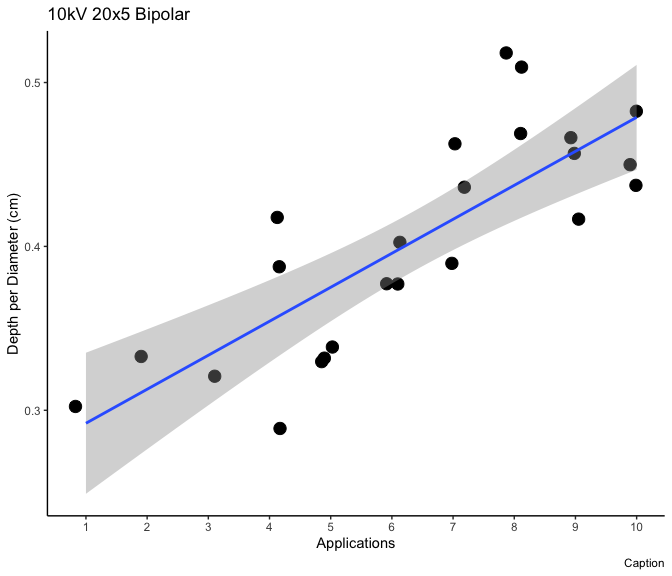 10kV 20x5 Bipolar
Depth per Diameter (cm)
0.5
0.4
0.3
1 2 3 4 5 6 7 8 9 10
Applications
Caption